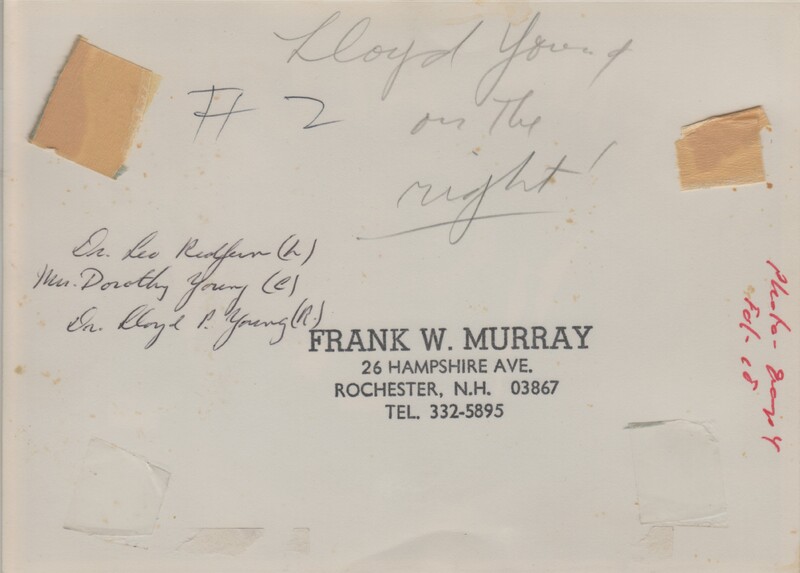 Lloyd Young
# 2
on the
right!
Dr. Leo Redfern (L)
Mrs. Dorothy Young (C)
Dr. Lloyd P. Young (R.)
FRANK W. MURRAY
26 HAMPSHIRE AVE.
ROCHESTER, N.H. 03867
TEL. 332-5895
Photo-